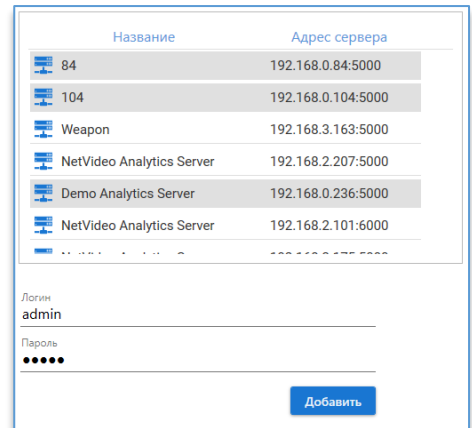 Название Адрес сервера
84 192.168.0.84:5000
104 192.168.0.104:5000
Weapon 192.168.3.163:5000
NetVideo Analytics Server 192.168.2.207:5000
Demo Analytics Server 192.168.0.236:5000
NetVideo Analytics Server 192.168.2.101:6000
Логин
admin
Пароль
●●●●●
Добавить